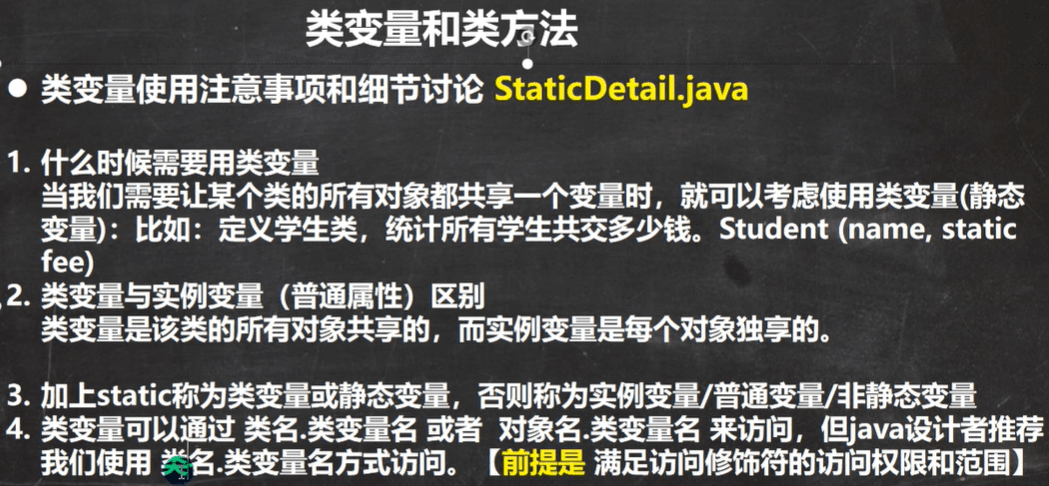 类变量和类方法
● 类变量使用注意事项和细节讨论 StaticDetail.java
1. 什么时候需要用类变量
当我们需要让某个类的所有对象都共享一个变量时，就可以考虑使用类变量(静态
变量)：比如：定义学生类，统计所有学生共交多少钱。Student (name, static
fee)
2. 类变量与实例变量（普通属性）区别
类变量是该类的所有对象共享的，而实例变量是每个对象独享的。
3. 加上static称为类变量或静态变量，否则称为实例变量/普通变量/非静态变量
4. 类变量可以通过 类名.类变量名 或者 对象名.类变量名 来访问，但java设计者推荐
我们使用 类名.类变量名方式访问。【前提是 满足访问修饰符的访问权限和范围】